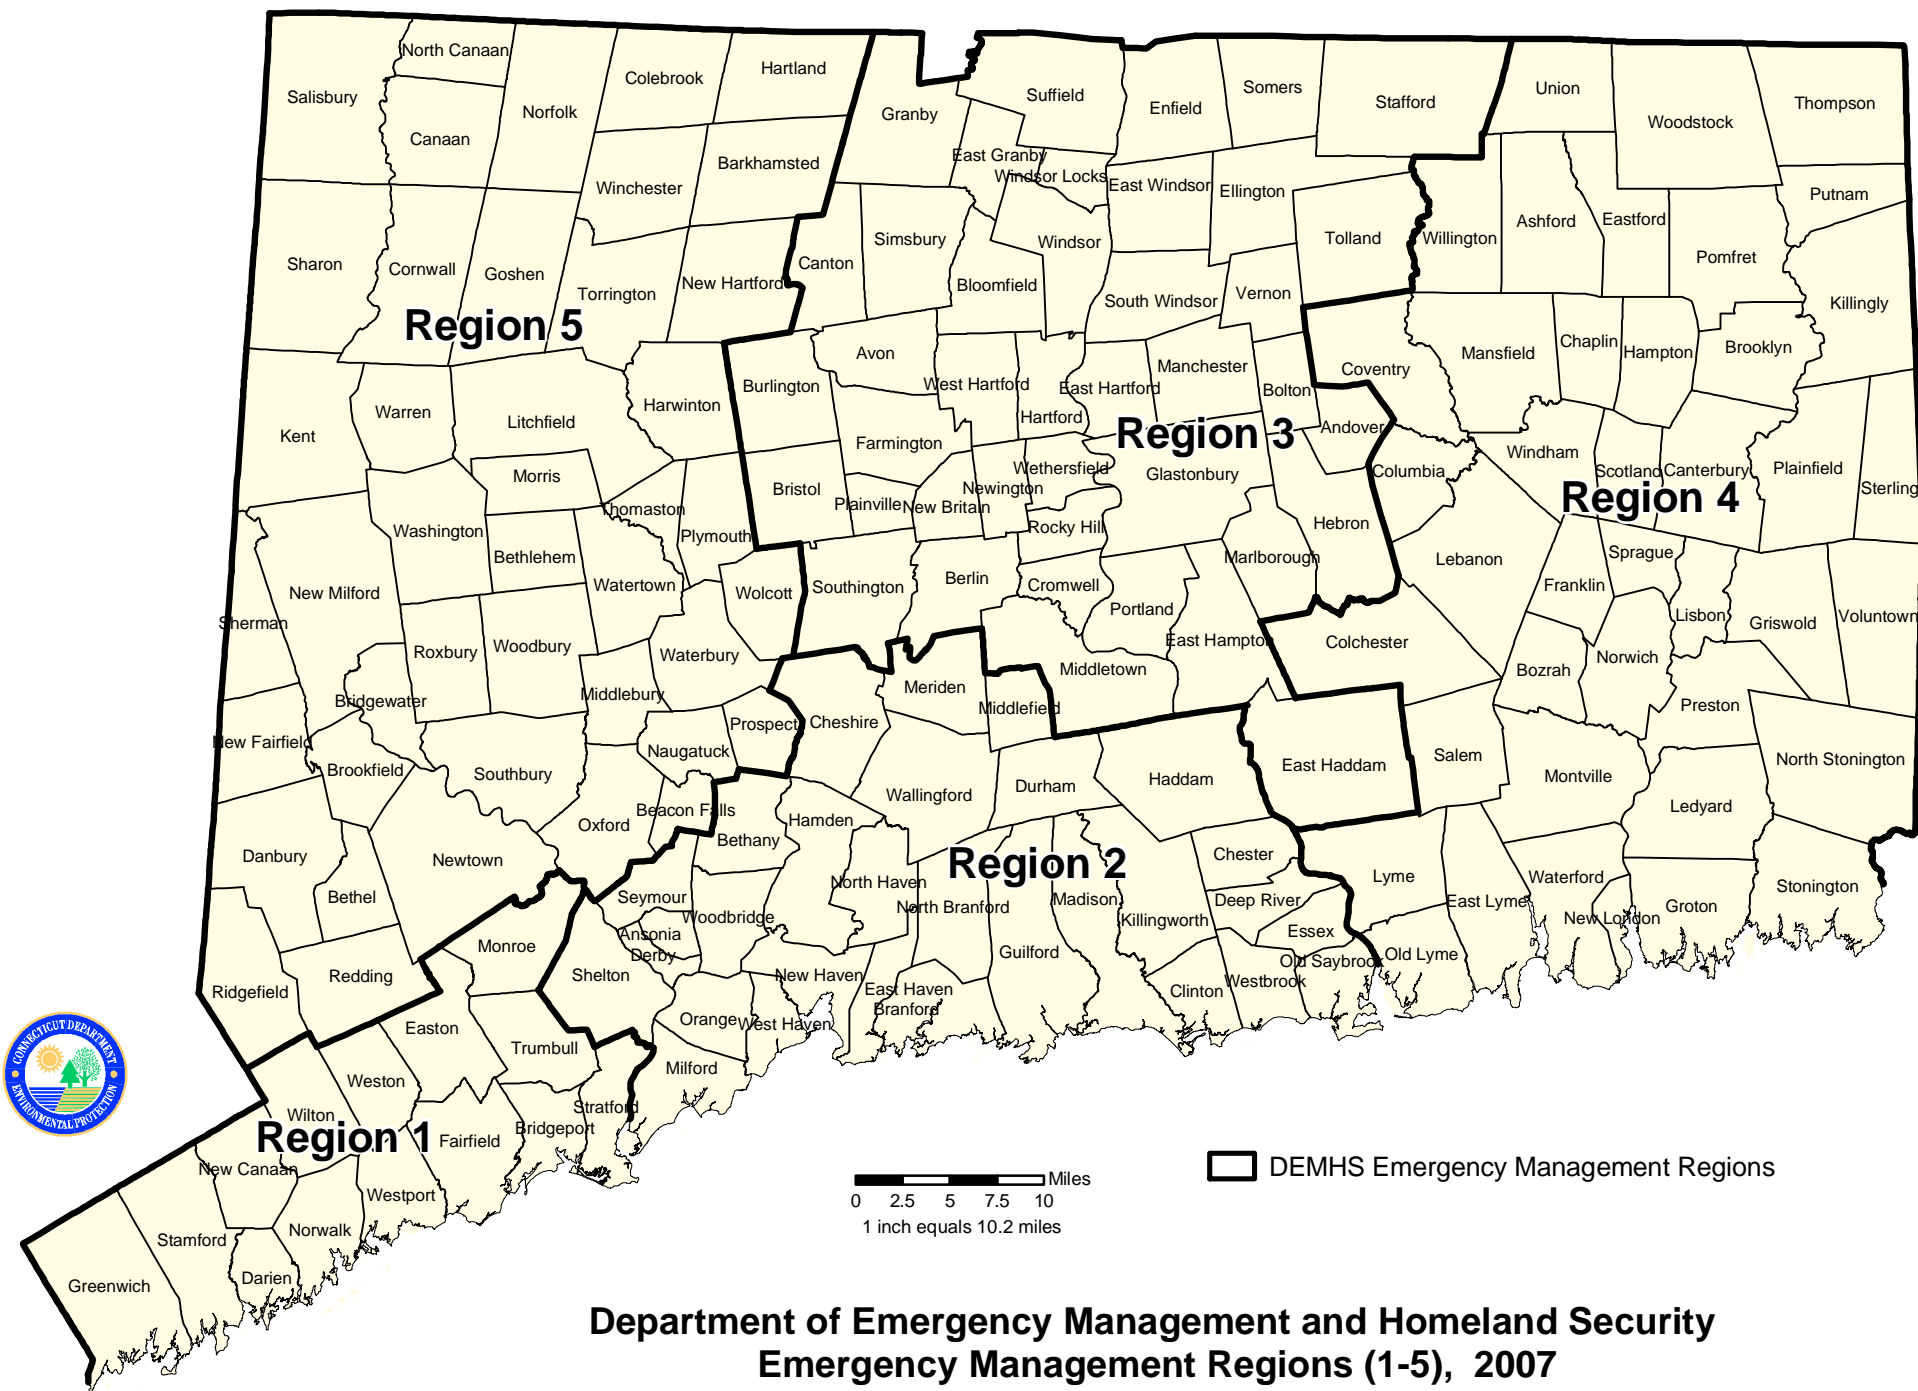 North Canaan
Colebrook
Hartland
Salisbury
Norfolk
Canaan
Granby
Suffield
Enfield
Somers
Stafford
Union
Woodstock
Thompson
Barkhamsted
Winchester
East Granby
Windsor Locks
East Windsor
Ellington
Putnam
Sharon
Cornwall
Goshen
Torrington
New Hartford
Canton
Simsbury
Bloomfield
Windsor
South Windsor
Vernon
Tolland
Willington
Ashford
Eastford
Pomfret
Killingly
Region 5
Kent
Warren
Litchfield
Harwinton
Burlington
Avon
West Hartford
Hartford
East Hartford
Manchester
Bolton
Andover
Coventry
Mansfield
Chaplin
Hampton
Brooklyn
Region 3
Morris
Farmington
Bristol
Plainville
New Britain
Newington
Wethersfield
Glastonbury
Rocky Hill
Hebron
Columbia
Windham
Scotland
Canterbury
Plainfield
Sterling
Region 4
Washington
Thomaston
Plymouth
Bethlehem
Watertown
Wolcott
Southington
Berlin
Cromwell
Portland
Marlborough
East Hampton
Lebanon
Sprague
Franklin
Lisbon
Griswold
Voluntown
New Milford
Sherman
Roxbury
Woodbury
Waterbury
Middlebury
Bridgewater
Prospect
Cheshire
Meriden
Middlefield
Middletown
Colchester
Bozrah
Norwich
Preston
New Fairfield
Brookfield
Southbury
Naugatuck
Beacon Falls
Oxford
Wallingford
Durham
Haddam
East Haddam
Salem
Montville
North Stonington
Ledyard
Danbury
Newtown
Bethel
Bethany
Hamden
Region 2
Chester
Lyme
Waterford
Stonington
Seymour
Woodbridge
North Haven
North Branford
Madison
Killingworth
Deep River
East Lyme
New London
Groton
Ansonia
Derby
Essex
Monroe
Shelton
Guilford
Old Saybrook
Old Lyme
Redding
Ridgefield
New Haven
East Haven
Branford
Clinton
Westbrook
Easton
Orange
West Haven
Trumbull
Milford
CONNECTICUT DEPARTMENT
ENVIRONMENTAL PROTECTION
Weston
Wilton
Stratford
Bridgeport
Region 1
Fairfield
New Canaan
Westport
Norwalk
Stamford
Darien
Greenwich
DEMHS Emergency Management Regions
Miles
0 2.5 5 7.5 10
1 inch equals 10.2 miles
Department of Emergency Management and Homeland Security
Emergency Management Regions (1-5), 2007